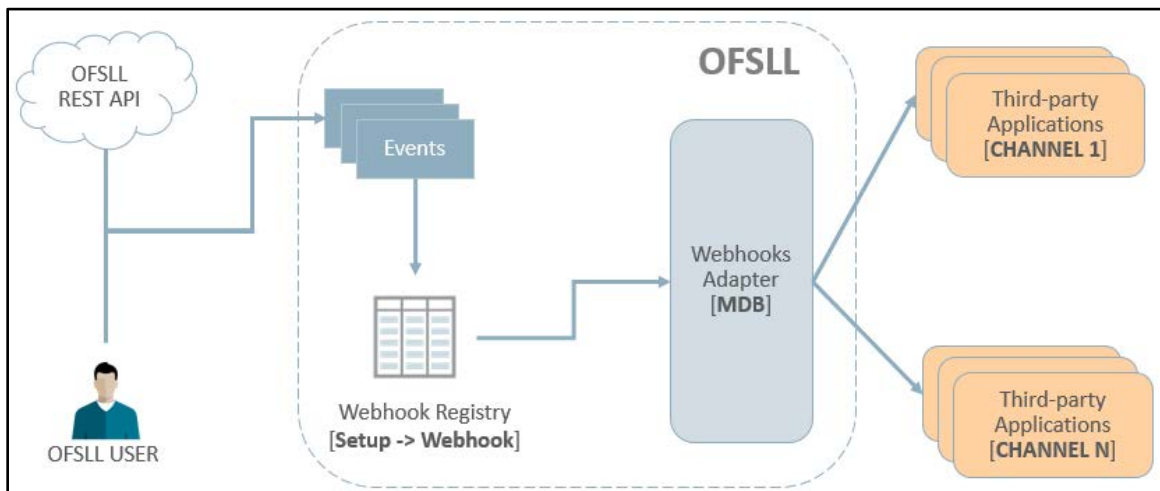 OFSLL
REST API
OFSLL USER
OFSLL
Events
Webhook Registry
[Setup -> Webhook]
Webhooks
Adapter
[MDB]
Third-party
Applications
[CHANNEL 1]
Third-party
Applications
[CHANNEL N]